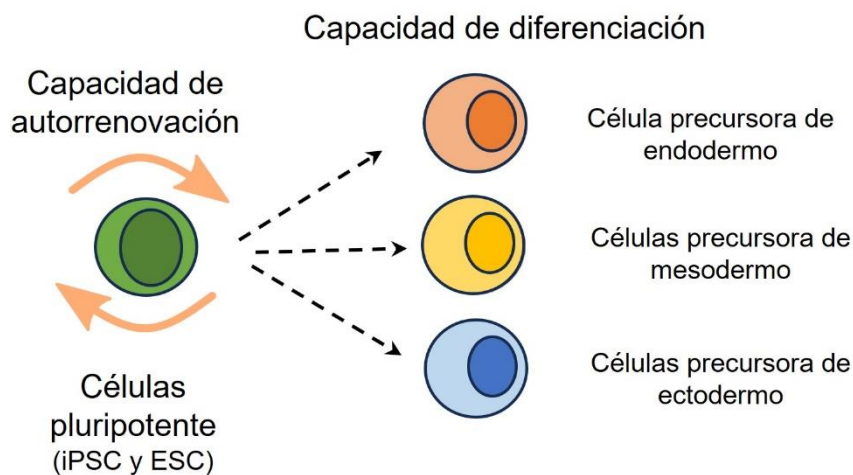 Capacidad de diferenciación
Capacidad de
autorrenovación
Célula precursora de
endodermo
Células precursora de
mesodermo
Células precursora de
ectodermo
Células
pluripotente
(iPSC y ESC)